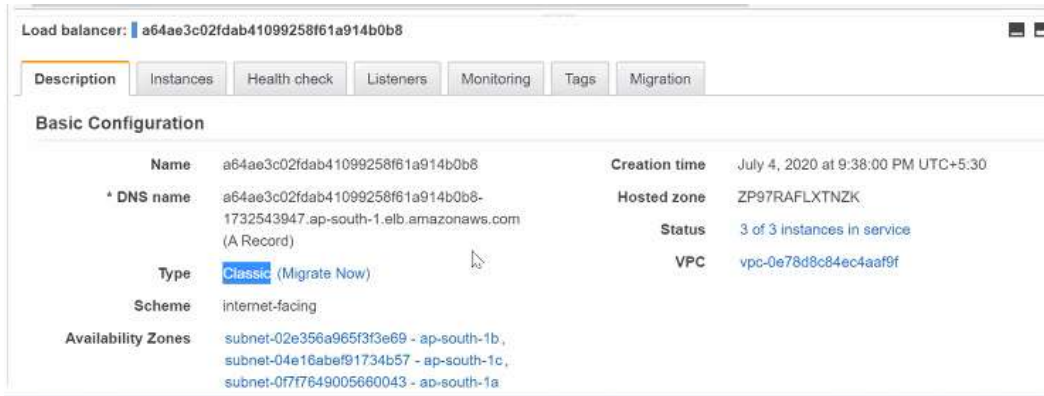 Load balancer: a64ae3c02fdab41099258f61a914b0b8
Description Instances Health check Listeners Monitoring Tags Migration
Basic Configuration
Name a64ae3c02fdab41099258f61a914b0b8
* DNS name a64ae3c02fdab41099258f61a914b0b8-
1732543947.ap-south-1.elb.amazonaws.com
(A Record)
Type Classic (Migrate Now)
Scheme internet-facing
Availability Zones subnet-02e356a965f3f3e69 - ap-south-1b,
subnet-04e16abef91734b57 - ap-south-1c,
subnet-0f7f7649005660043 - ap-south-1a
Creation time July 4, 2020 at 9:38:00 PM UTC+5:30
Hosted zone ZP97RAFLXTNZK
Status 3 of 3 instances in service
VPC vpc-0e78d8c84ec4aaf9f